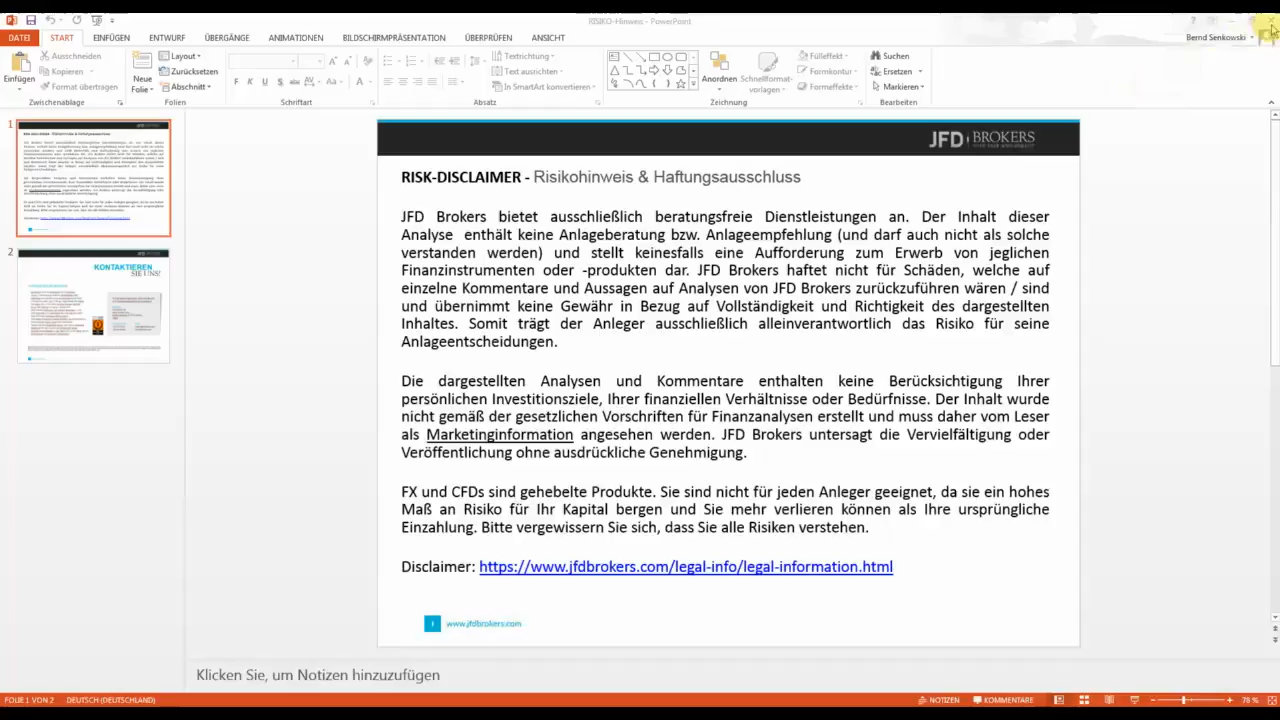 RISIKO-Hinweis - PowerPoint
DATEI START EINFÜGEN ENTWURF ÜBERGÄNGE ANIMATIONEN BILDSCHIRMPRÄSENTATION ÜBERPRÜFEN ANSICHT
Bernd Senkowski
Einfügen
Ausschneiden
Kopieren
Format übertragen
Zwischenablage
Neue Folie
Layout
Zurücksetzen
Abschnitt
Folien
F K U S
Schriftart
Textrichtung
Text ausrichten
In SmartArt konvertieren
Absatz
Anordnen
Schnellformat-
vorlagen
Fülleffekt
Formkontur
Formeffekte
Zeichnung
Suchen
Ersetzen
Markieren
Bearbeiten
1
2
KONTAKTIEREN
SIE UNS!
JFD BROKERS
RISK-DISCLAIMER - Risikohinweis & Haftungsausschluss
JFD Brokers bietet ausschließlich beratungsfreie Dienstleistungen an. Der Inhalt dieser
Analyse enthält keine Anlageberatung bzw. Anlageempfehlung (und darf auch nicht als solche
verstanden werden) und stellt keinesfalls eine Aufforderung zum Erwerb von jeglichen
Finanzinstrumenten oder -produkten dar. JFD Brokers haftet nicht für Schäden, welche auf
einzelne Kommentare und Aussagen auf Analysen von JFD Brokers zurückzuführen wären / sind
und übernimmt keine Gewähr in Bezug auf Vollständigkeit und Richtigkeit des dargestellten
Inhaltes. Somit trägt der Anleger ausschließlich alleinverantwortlich das Risiko für seine
Anlageentscheidungen.
Die dargestellten Analysen und Kommentare enthalten keine Berücksichtigung Ihrer
persönlichen Investitionsziele, Ihrer finanziellen Verhältnisse oder Bedürfnisse. Der Inhalt wurde
nicht gemäß der gesetzlichen Vorschriften für Finanzanalysen erstellt und muss daher vom Leser
als Marketinginformation angesehen werden. JFD Brokers untersagt die Vervielfältigung oder
Veröffentlichung ohne ausdrückliche Genehmigung.
FX und CFDs sind gehebelte Produkte. Sie sind nicht für jeden Anleger geeignet, da sie ein hohes
Maß an Risiko für Ihr Kapital bergen und Sie mehr verlieren können als Ihre ursprüngliche
Einzahlung. Bitte vergewissern Sie sich, dass Sie alle Risiken verstehen.
Disclaimer: https://www.jfdbrokers.com/legal-info/legal-information.html
www.jfdbrokers.com
Klicken Sie, um Notizen hinzuzufügen
FOLIE 1 VON 2 DEUTSCH (DEUTSCHLAND) NOTIZEN KOMMENTARE 78 %